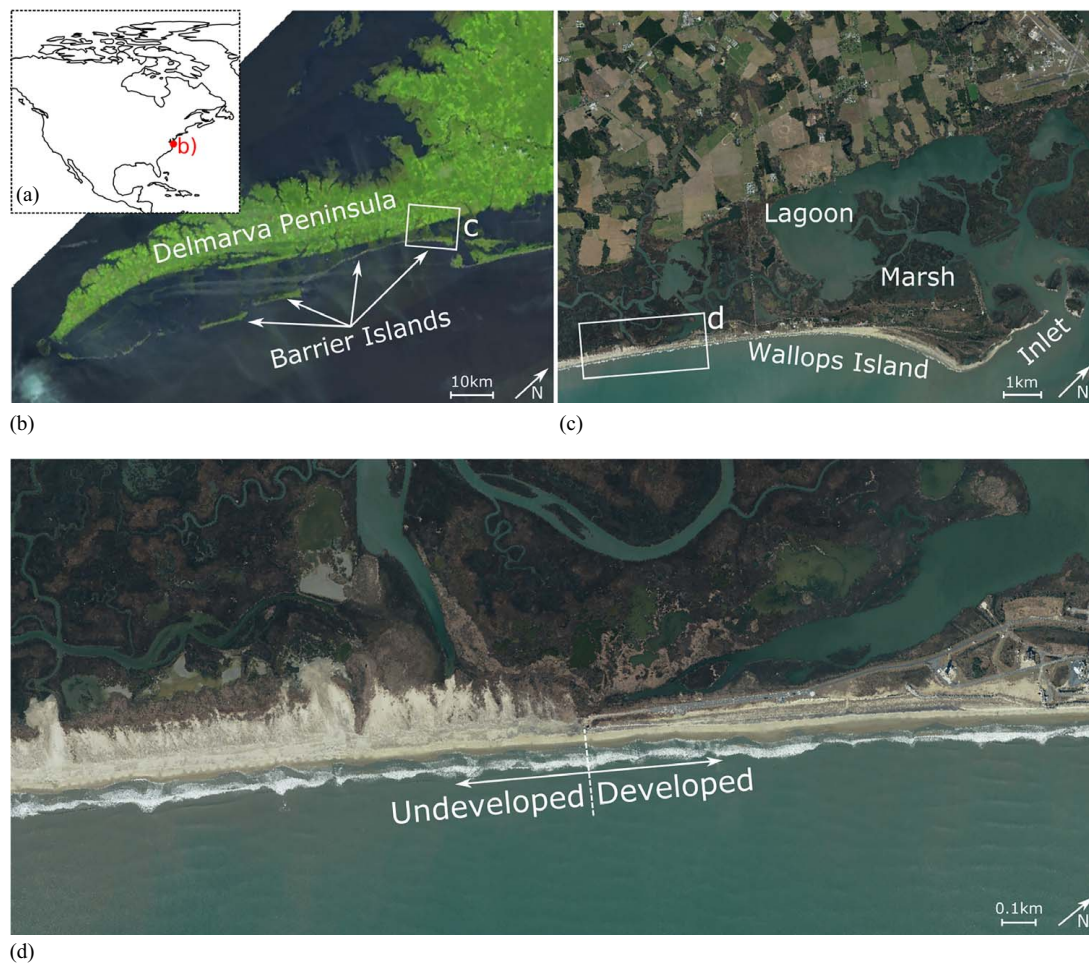 b)
(a)
Delmarva Peninsula
c
Barrier Islands
10km
N
(b)
Lagoon
Marsh
d
Wallops Island
Inlet
1km
N
(c)
Undeveloped
Developed
0.1km
N
(d)